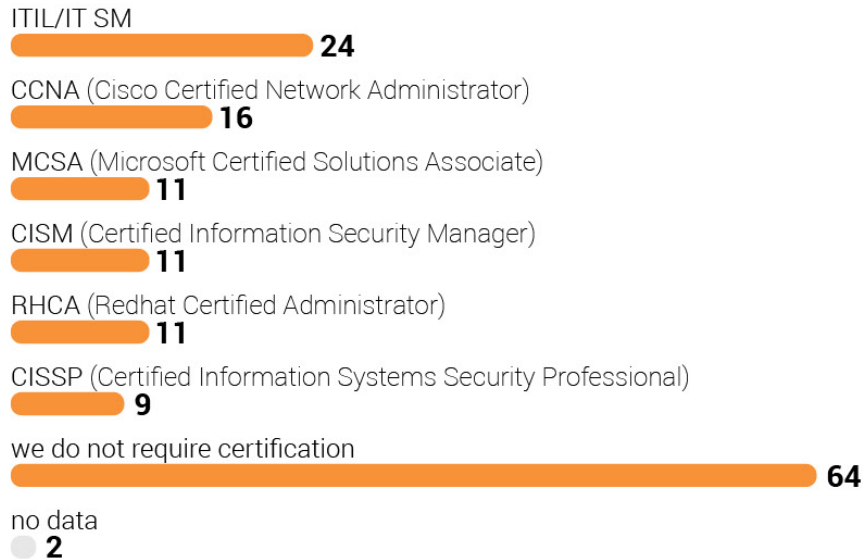 ITIL/IT SM
24
CCNA (Cisco Certified Network Administrator)
16
MCSA (Microsoft Certified Solutions Associate)
11
CISM (Certified Information Security Manager)
11
RHCA (Redhat Certified Administrator)
11
CISSP (Certified Information Systems Security Professional)
9
we do not require certification
64
no data
2